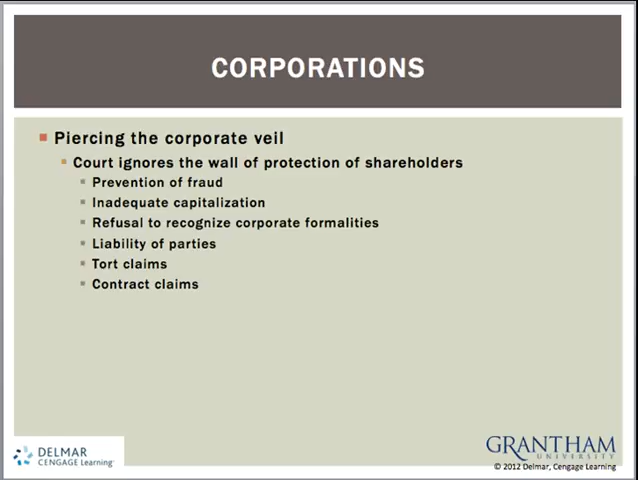 CORPORATIONS
Piercing the corporate veil
Court ignores the wall of protection of shareholders
Prevention of fraud
Inadequate capitalization
Refusal to recognize corporate formalities
Liability of parties
Tort claims
Contract claims
DELMAR
CENGAGE Learning
GRANTHAM
UNIVERSITY
© 2012 Delmar, Cengage Learning